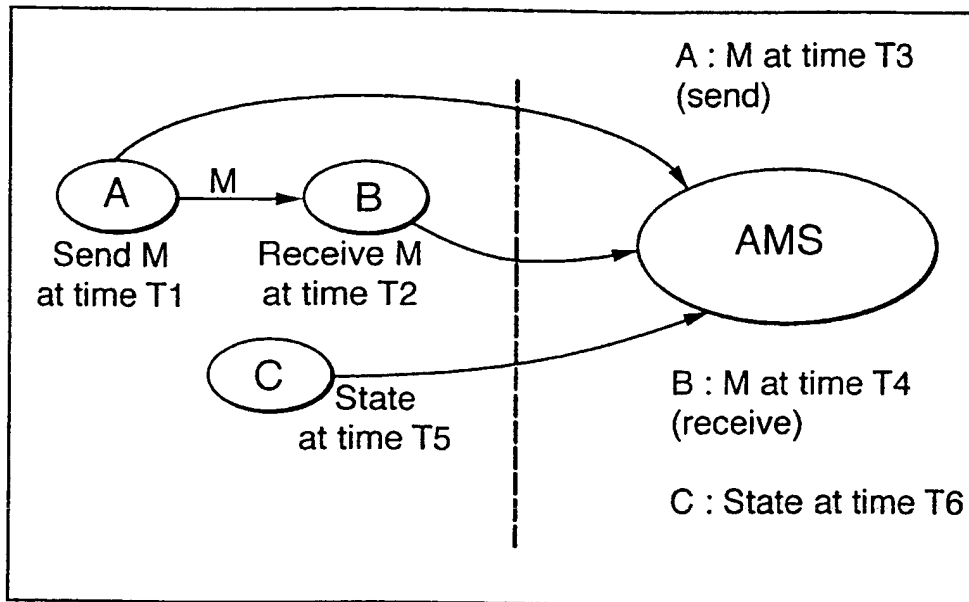 A : M at time T3
(send)
A
M
B
AMS
Send M
at time T1
Receive M
at time T2
C
State
at time T5
B : M at time T4
(receive)
C : State at time T6